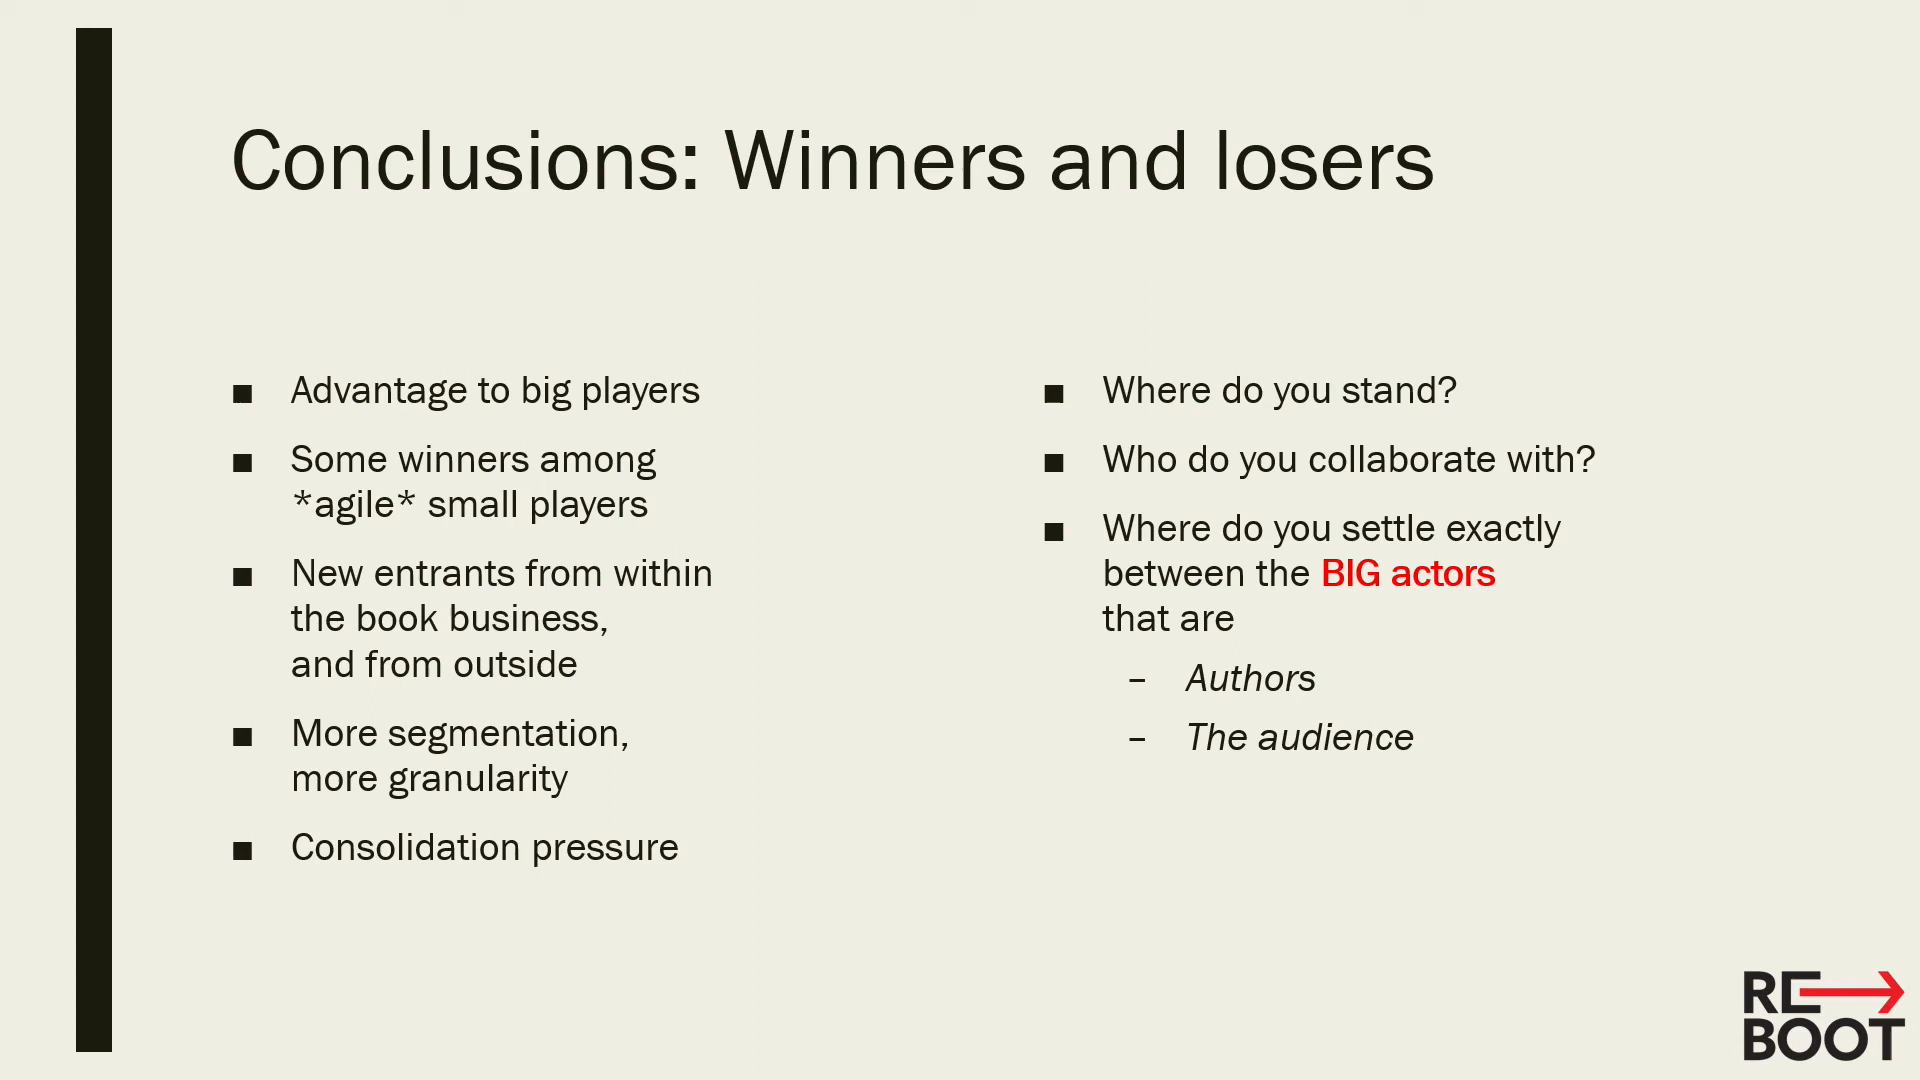 Conclusions: Winners and losers
■ Advantage to big players
■ Some winners among
*agile* small players
■ New entrants from within
the book business,
and from outside
■ More segmentation,
more granularity
■ Consolidation pressure
■ Where do you stand?
■ Who do you collaborate with?
■ Where do you settle exactly
between the BIG actors
that are
– Authors
– The audience
RE
BOOT